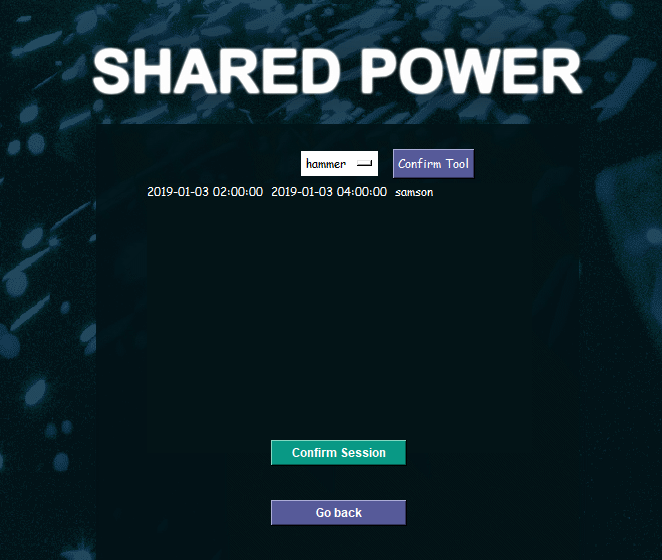 SHARED POWER
hammer Confirm Tool
2019-01-03 02:00:00 2019-01-03 04:00:00 samson
Confirm Session
Go back